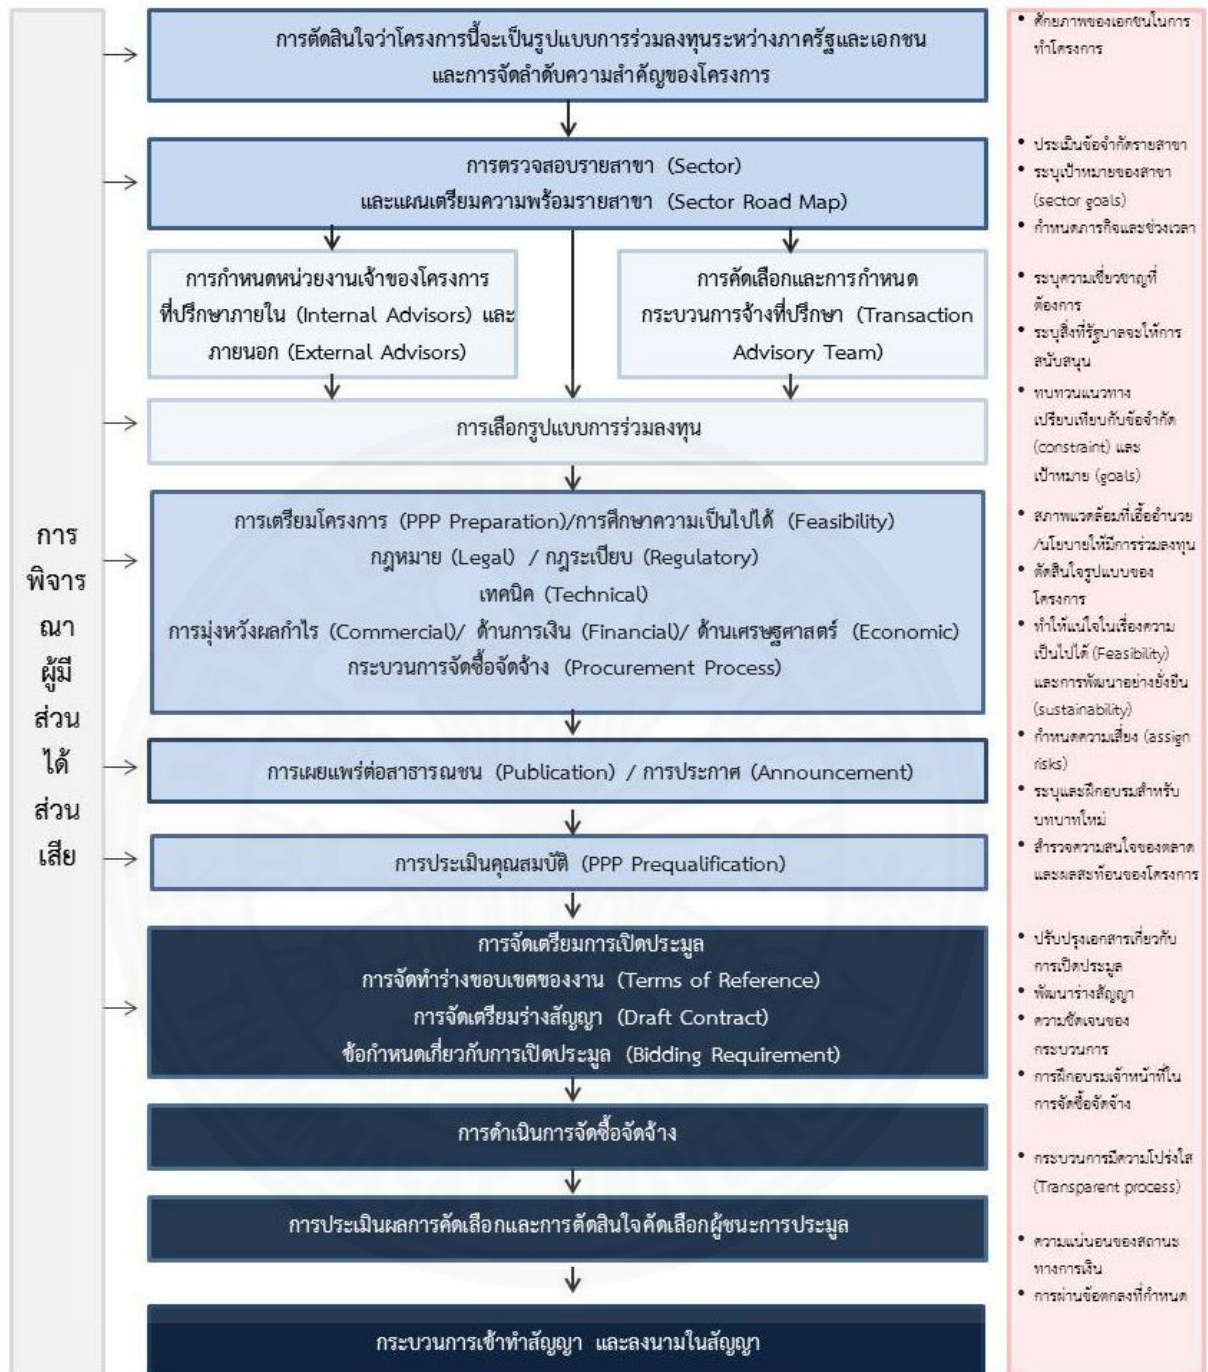 การตัดสินใจว่าโครงการนี้จะเป็นรูปแบบการร่วมลงทุนระหว่างภาครัฐและเอกชน
และการจัดลำดับความสำคัญของโครงการ
การตรวจสอบรายสาขา (Sector)
และแผนเตรียมความพร้อมรายสาขา (Sector Road Map)
การกำหนดหน่วยงานเจ้าของโครงการ
ที่ปรึกษาภายใน (Internal Advisors) และ
ภายนอก (External Advisors)
การคัดเลือกและการกำหนด
กระบวนการจ้างที่ปรึกษา (Transaction
Advisory Team)
การเลือกรูปแบบการร่วมลงทุน
การเตรียมโครงการ (PPP Preparation)/การศึกษาความเป็นไปได้ (Feasibility)
กฎหมาย (Legal) / กฎระเบียบ (Regulatory)
เทคนิค (Technical)
การมุ่งหวังผลกำไร (Commercial)/ ด้านการเงิน (Financial)/ ด้านเศรษฐศาสตร์ (Economic)
กระบวนการจัดซื้อจัดจ้าง (Procurement Process)
การเผยแพร่ต่อสาธารณชน (Publication) / การประกาศ (Announcement)
การประเมินคุณสมบัติ (PPP Prequalification)
การจัดเตรียมการเปิดประมูล
การจัดทำร่างขอบเขตของงาน (Terms of Reference)
การจัดเตรียมร่างสัญญา (Draft Contract)
ข้อกำหนดเกี่ยวกับการเปิดประมูล (Bidding Requirement)
การดำเนินการจัดซื้อจัดจ้าง
การประเมินผลการคัดเลือกและการตัดสินใจคัดเลือกผู้ชนะการประมูล
กระบวนการเข้าทำสัญญา และลงนามในสัญญา
การ
พิจาร
ณา
ผู้มี
ส่วน
ได้
ส่วน
เสีย
• ศักยภาพของเอกชนในการ
ทำโครงการ
• ประเมินข้อจำกัดรายสาขา
• ระบุเป้าหมายของสาขา
(sector goals)
• กำหนดภารกิจและช่วงเวลา
• ระบุความเชี่ยวชาญที่
ต้องการ
• ระบุสิ่งที่รัฐบาลจะให้การ
สนับสนุน
• ทบทวนแนวทาง
เปรียบเทียบกับข้อจำกัด
(constraint) และ
เป้าหมาย (goals)
• สภาพแวดล้อมที่เอื้ออำนวย
/นโยบายให้มีการร่วมลงทุน
• ตัดสินใจรูปแบบของ
โครงการ
• ทำให้แน่ใจในเรื่องความ
เป็นไปได้ (Feasibility)
และการพัฒนาอย่างยั่งยืน
(sustainability)
• กำหนดความเสี่ยง (assign
risks)
• ระบุและฝึกอบรมสำหรับ
บทบาทใหม่
• สำรวจความสนใจของตลาด
และผลสะท้อนของโครงการ
• ปรับปรุงเอกสารเกี่ยวกับ
การเปิดประมูล
• พัฒนาร่างสัญญา
• ความชัดเจนของ
กระบวนการ
• การฝึกอบรมเจ้าหน้าที่ใน
การจัดซื้อจัดจ้าง
• กระบวนการมีความโปร่งใส
(Transparent process)
• ความแน่นอนของสถานะ
ทางการเงิน
• การผ่านข้อตกลงที่กำหนด